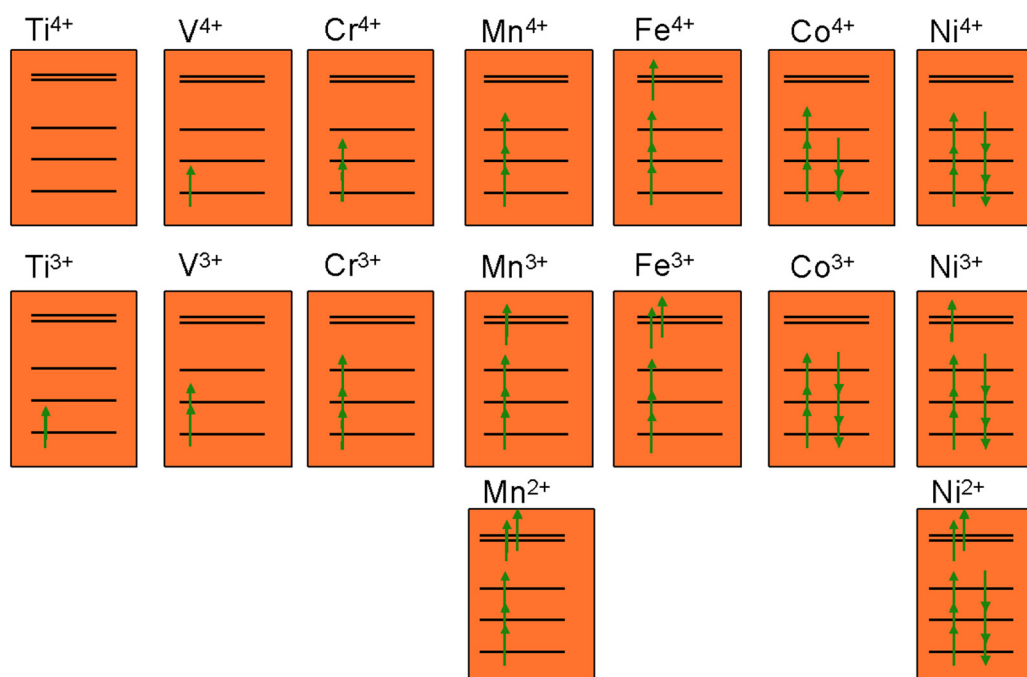 Ti⁴⁺ V⁴⁺ Cr⁴⁺ Mn⁴⁺ Fe⁴⁺ Co⁴⁺ Ni⁴⁺
Ti³⁺ V³⁺ Cr³⁺ Mn³⁺ Fe³⁺ Co³⁺ Ni³⁺
Mn²⁺ Ni²⁺